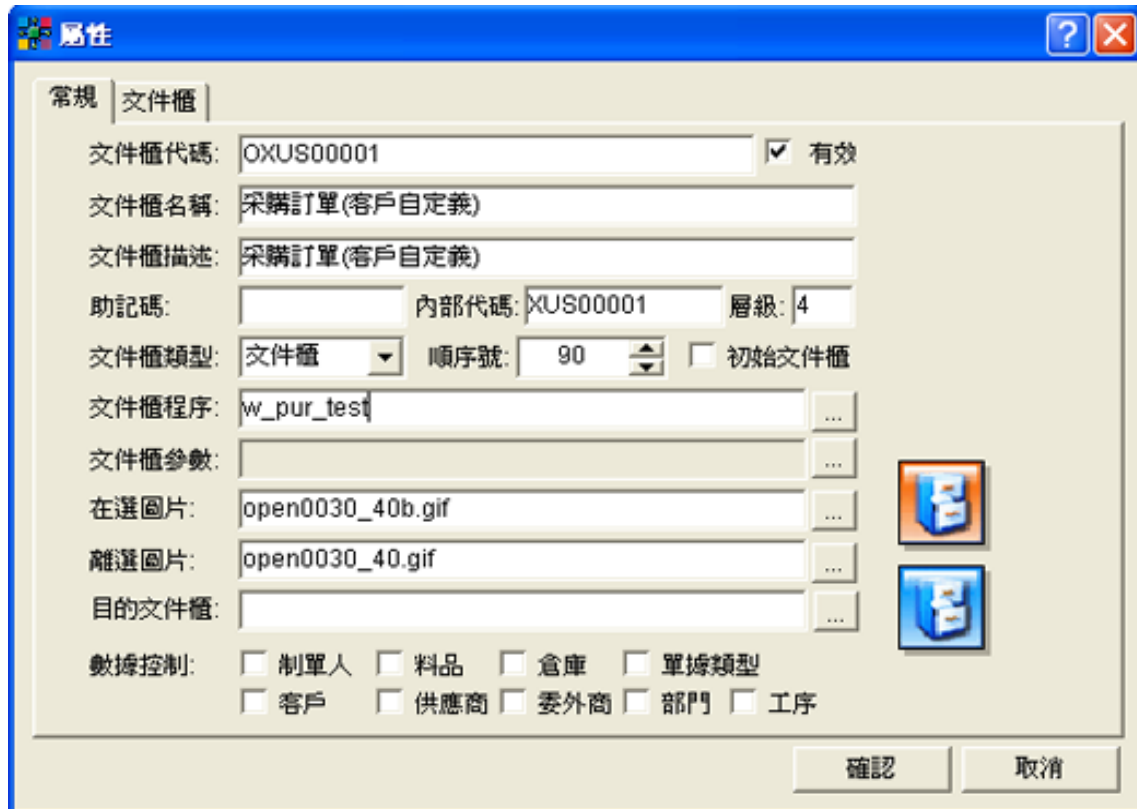 屬性
常規 文件櫃
文件櫃代碼: OXUS00001 有效
文件櫃名稱: 采購訂單(客戶自定義)
文件櫃描述: 采購訂單(客戶自定義)
助記碼: 內部代碼: XUS00001 層級: 4
文件櫃類型: 文件櫃 順序號: 90 初始文件櫃
文件櫃程序: w_pur_test ...
文件櫃參數: ...
在選圖片: open0030_40b.gif ...
離選圖片: open0030_40.gif ...
目的文件櫃: ...
數據控制: 制單人 料品 倉庫 單據類型
客戶 供應商 委外商 部門 工序
確認 取消